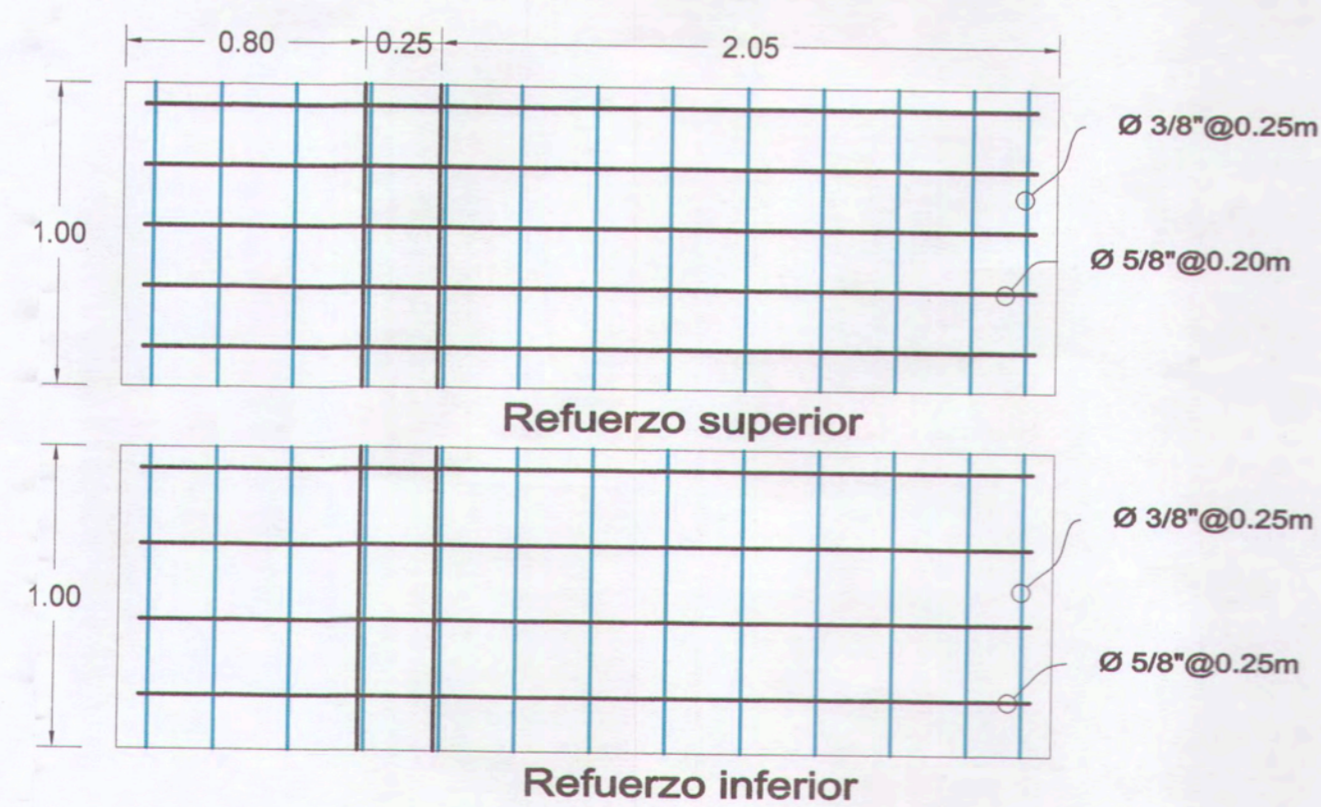 0.80 0.25 2.05
Ø 3/8"@0.25m
1.00
Ø 5/8"@0.20m
Refuerzo superior
Ø 3/8"@0.25m
1.00
Ø 5/8"@0.25m
Refuerzo inferior